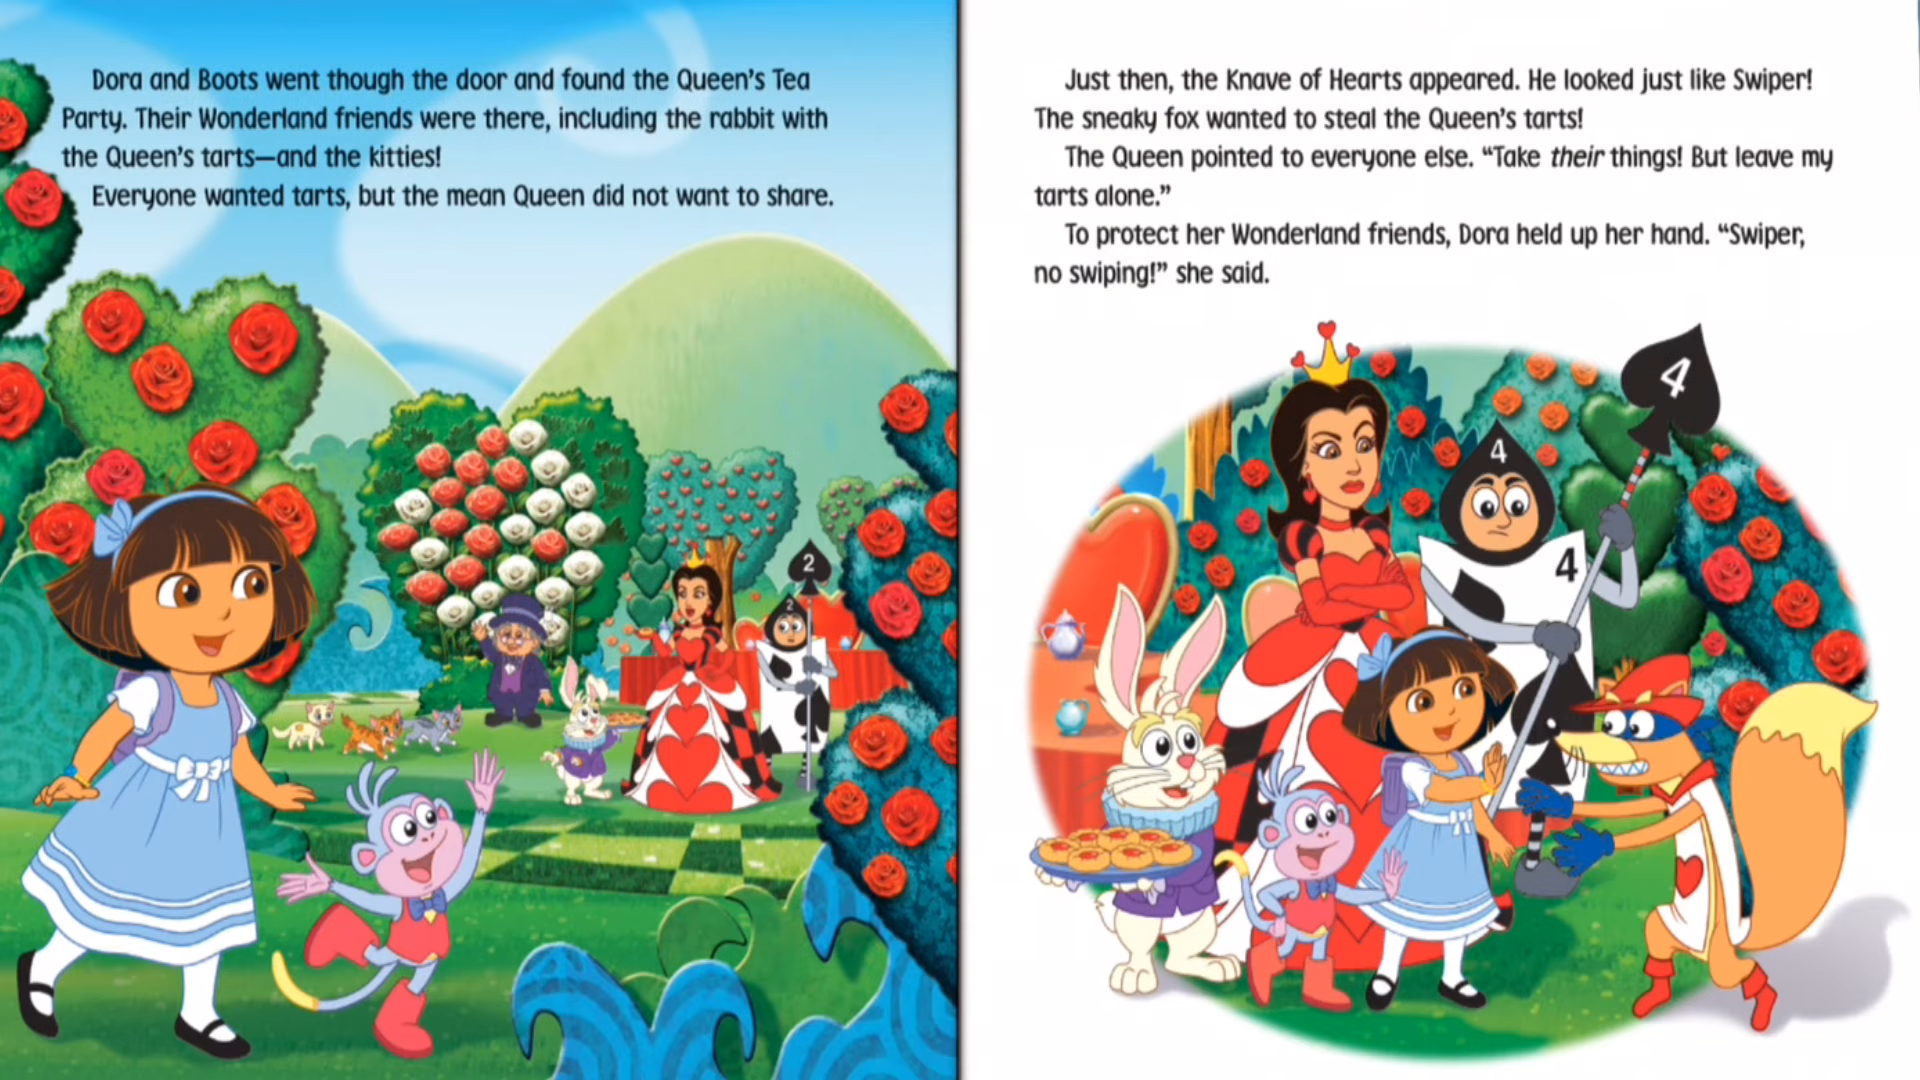 Dora and Boots went though the door and found the Queen's Tea
Party. Their Wonderland friends were there, including the rabbit with
the Queen's tarts—and the kitties!
Everyone wanted tarts, but the mean Queen did not want to share.
2
2
Just then, the Knave of Hearts appeared. He looked just like Swiper!
The sneaky fox wanted to steal the Queen's tarts!
The Queen pointed to everyone else. “Take their things! But leave my
tarts alone.”
To protect her Wonderland friends, Dora held up her hand. “Swiper,
no swiping!” she said.
4
4
4